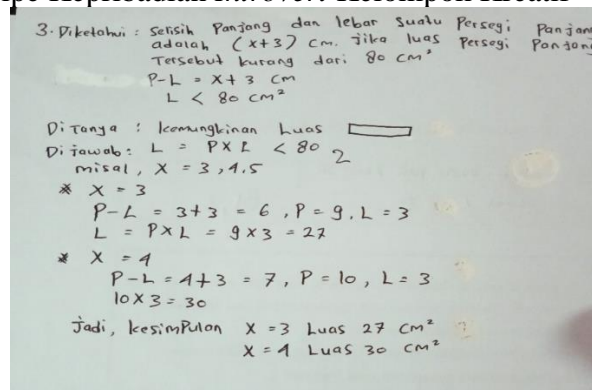 3. Diketahui : Selisih Panjang dan lebar Suatu Persegi Panjan
adalah (x+3) cm. Jika luas Persegi Panjang
Tersebut kurang dari 80 cm²
P-L = x+3 cm
L < 80 cm²
Di Tanya : kemungkinan Luas
Di jawab : L = P x L < 80 2
misal, x = 3,4.5
* x = 3
P-L = 3+3 = 6 , P = 9, L = 3
L = P x L = 9 x 3 = 27
* x = 4
P-L = 4+3 = 7, P = 10, L = 3
10 x 3 = 30
Jadi, kesimpulan x = 3 Luas 27 cm²
x = 4 Luas 30 cm²